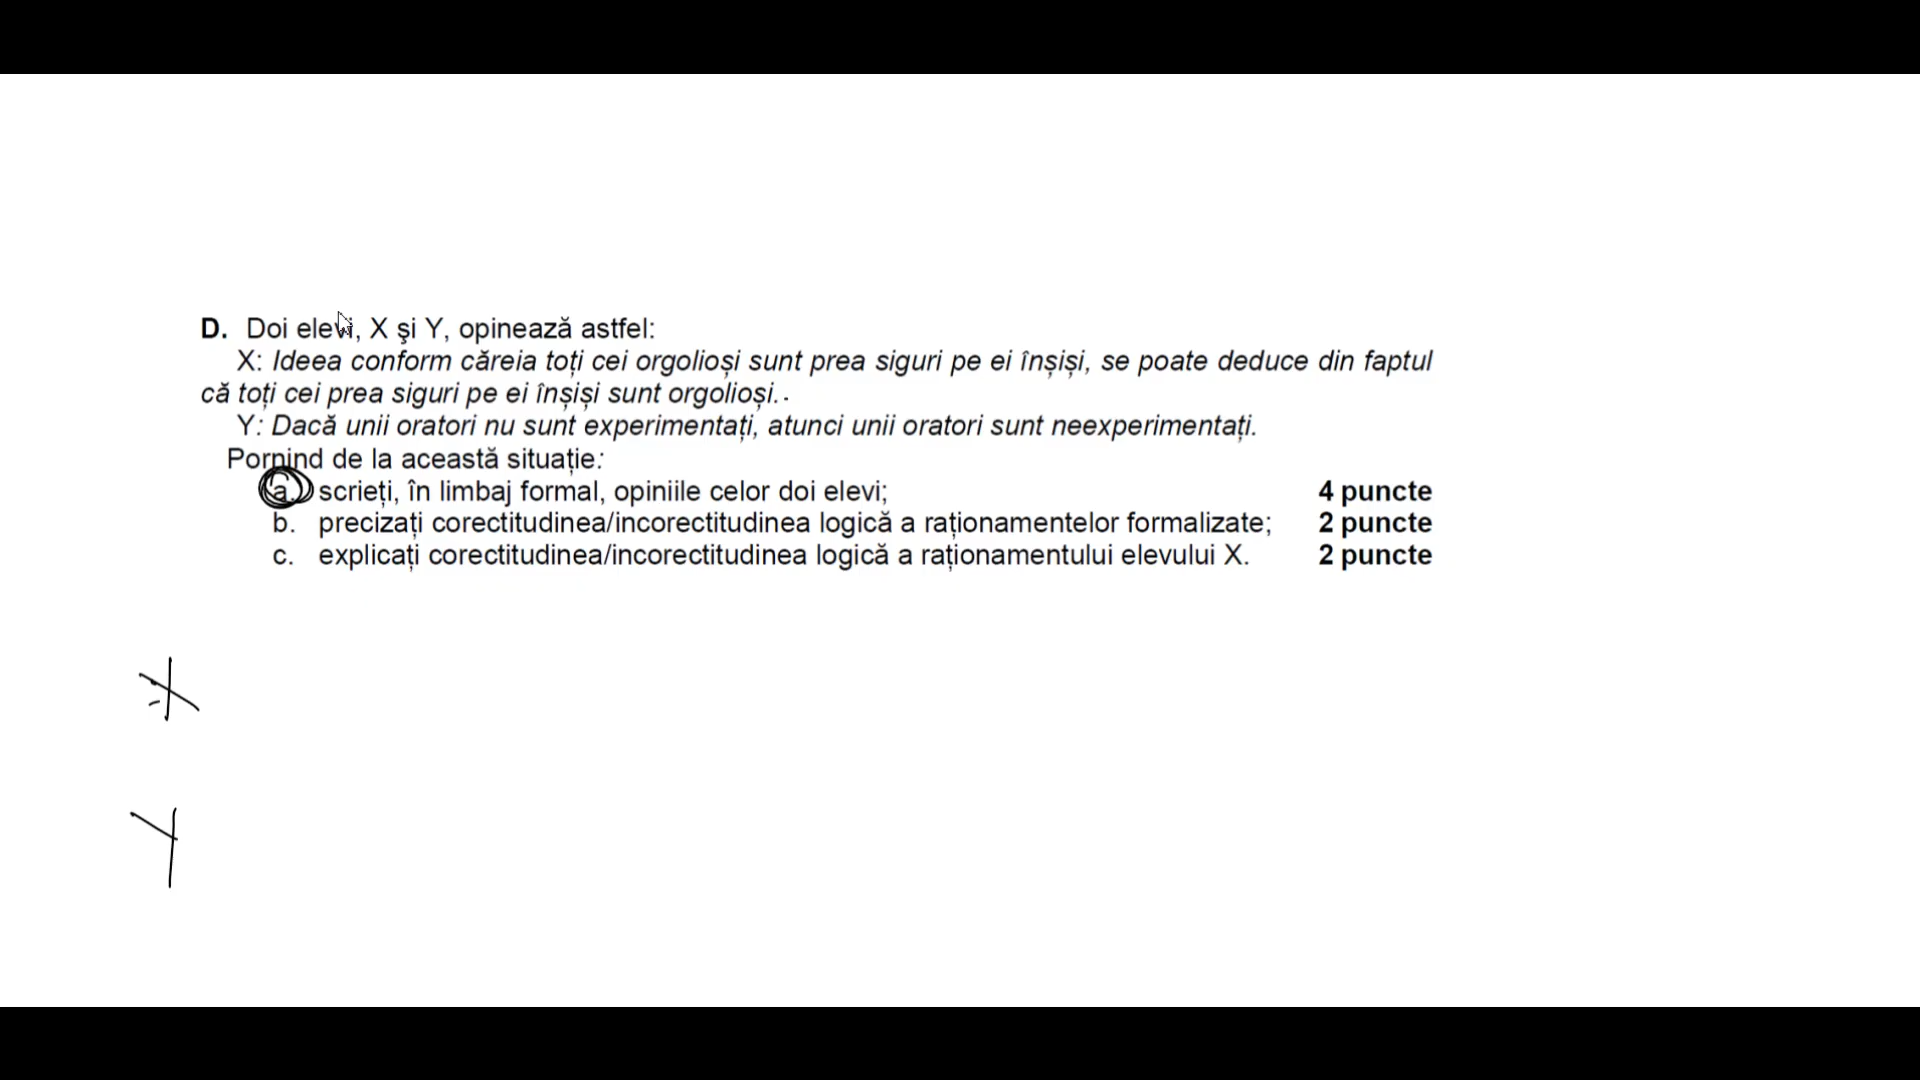 D. Doi elevi, X şi Y, opinează astfel:
X: Ideea conform căreia toți cei orgolioși sunt prea siguri pe ei înșiși, se poate deduce din faptul
că toți cei prea siguri pe ei înșiși sunt orgolioși.
Y: Dacă unii oratori nu sunt experimentați, atunci unii oratori sunt neexperimentați.
Pornind de la această situație:
a. scrieți, în limbaj formal, opiniile celor doi elevi; 4 puncte
b. precizați corectitudinea/incorectitudinea logică a raționamentelor formalizate; 2 puncte
c. explicați corectitudinea/incorectitudinea logică a raționamentului elevului X. 2 puncte
X
Y